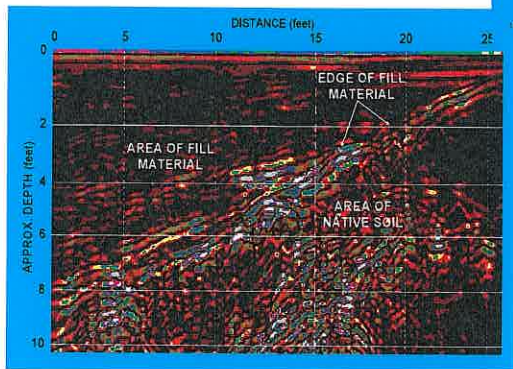 DISTANCE (feet)
0 5 10 15 20 25
APPROX. DEPTH (feet)
0
2
4
6
8
10
EDGE OF FILL
MATERIAL
AREA OF FILL
MATERIAL
AREA OF
NATIVE SOIL